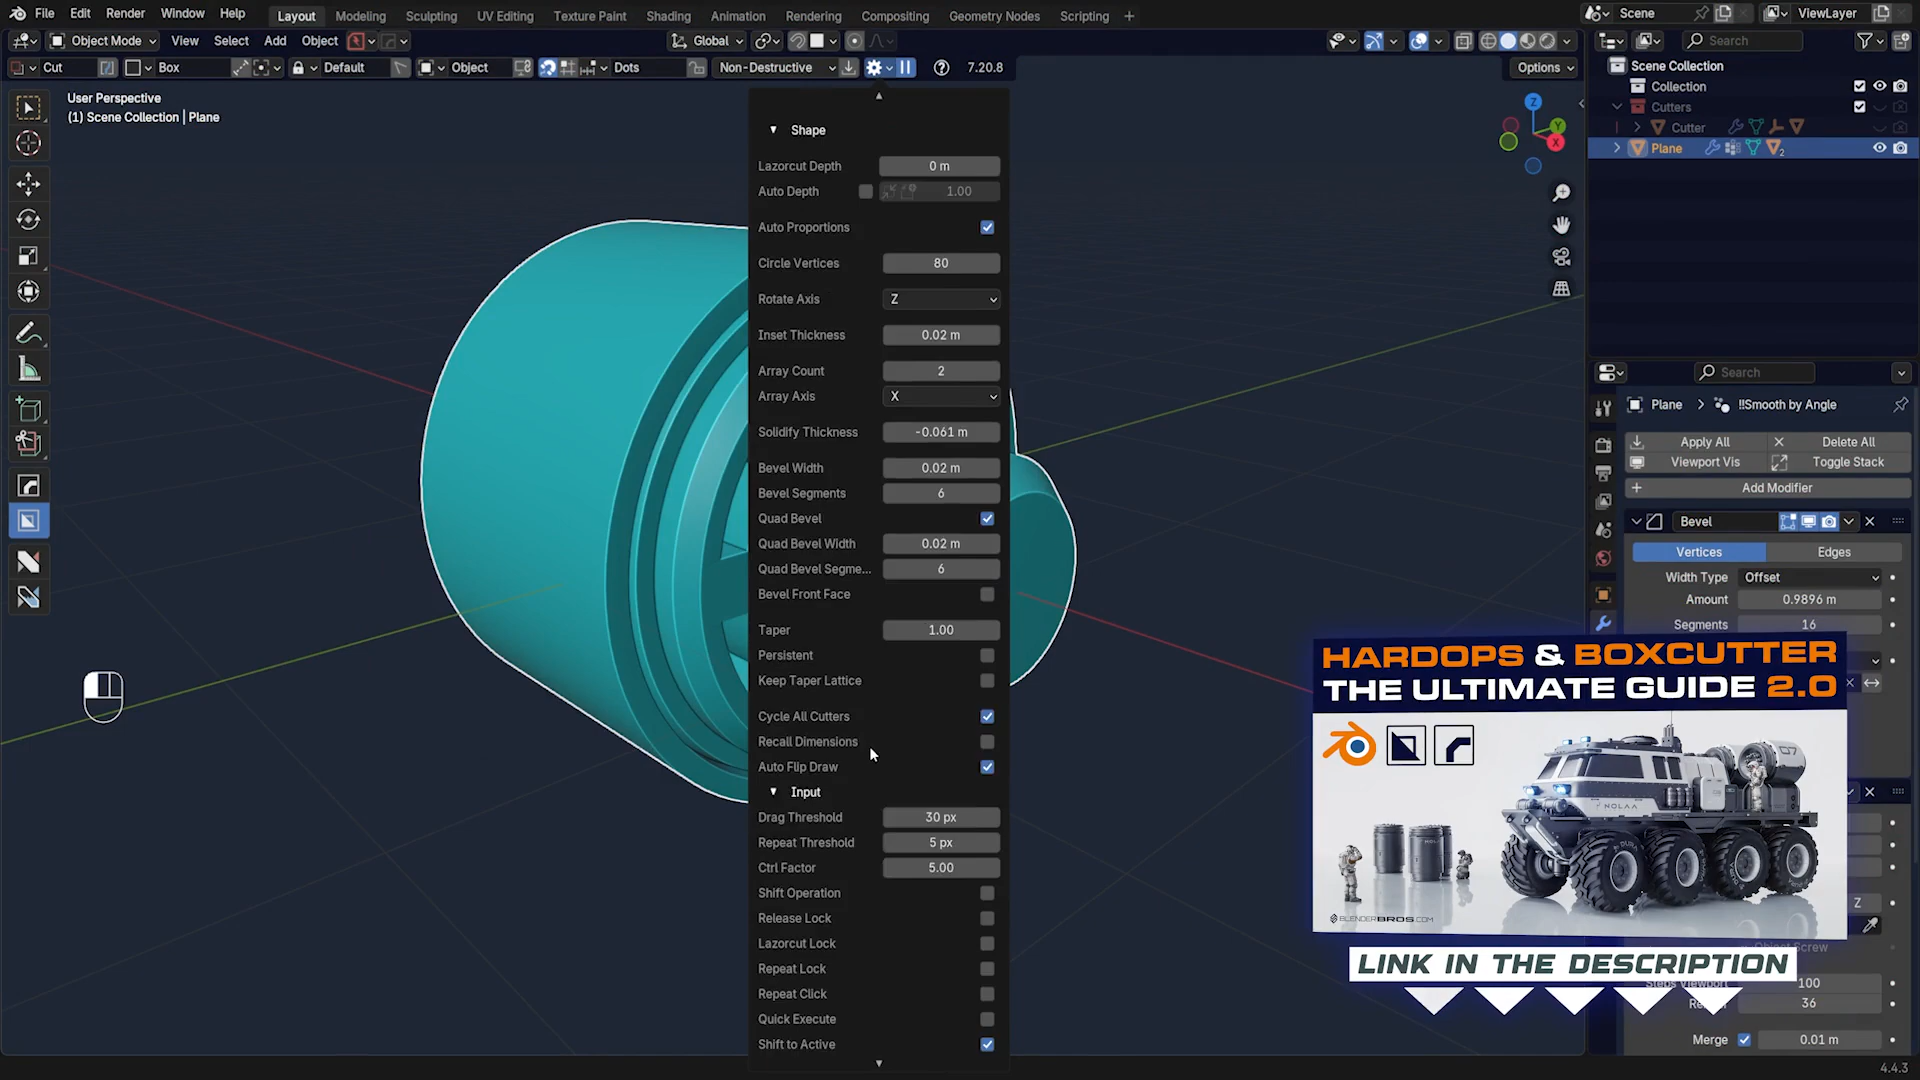 File Edit Render Window Help Layout Modeling Sculpting UV Editing Texture Paint Shading Animation Rendering Compositing Geometry Nodes Scripting + Scene ViewLayer
Object Mode View Select Add Object Global Search
Cut Box Default Object Dots Non-Destructive 7.20.8 Options
User Perspective
(1) Scene Collection | Plane
Scene Collection
Collection
Cutters
Cutter
Plane
2
Z
Y
X
Shape
Lazorcut Depth 0 m
Auto Depth 1.00
Auto Proportions
Circle Vertices 80
Rotate Axis Z
Inset Thickness 0.02 m
Array Count 2
Array Axis X
Solidify Thickness -0.061 m
Bevel Width 0.02 m
Bevel Segments 6
Quad Bevel
Quad Bevel Width 0.02 m
Quad Bevel Segme... 6
Bevel Front Face
Taper 1.00
Persistent
Keep Taper Lattice
Cycle All Cutters
Recall Dimensions
Auto Flip Draw
Input
Drag Threshold 30 px
Repeat Threshold 5 px
Ctrl Factor 5.00
Shift Operation
Release Lock
Lazorcut Lock
Repeat Lock
Repeat Click
Quick Execute
Shift to Active
Search
Plane > !!Smooth by Angle
Apply All Delete All
Viewport Vis Toggle Stack
Add Modifier
Bevel
Vertices Edges
Width Type Offset
Amount 0.9896 m
Segments 16
HARDOPS & BOXCUTTER
THE ULTIMATE GUIDE 2.0
07
NOLAA
BLENDERBROS.COM
Z
Object Screw
LINK IN THE DESCRIPTION
Steps Viewport 100
36
Merge 0.01 m
4.4.3